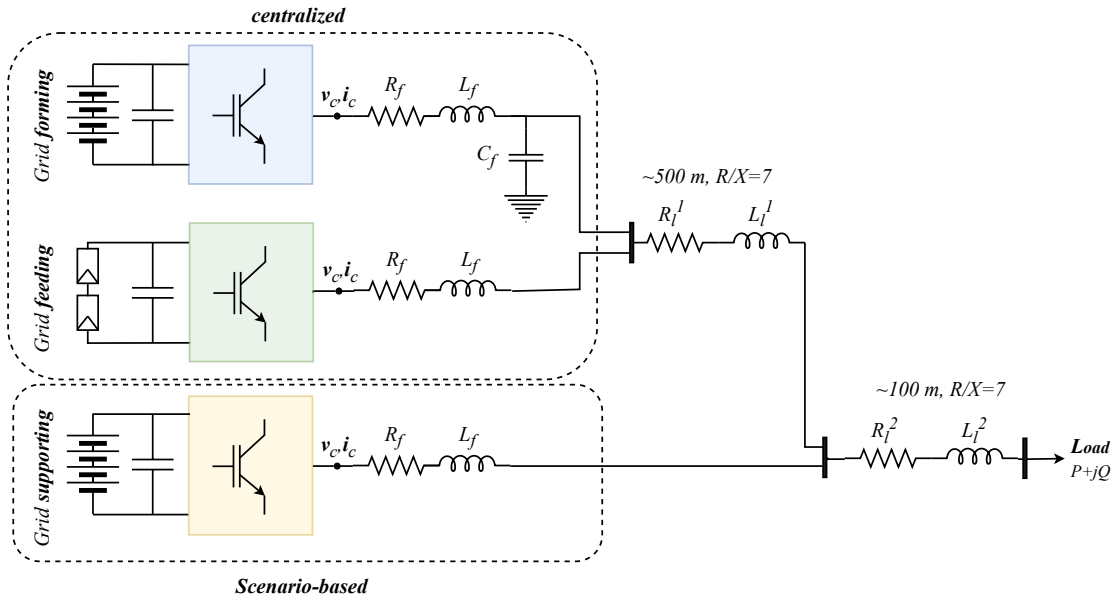 centralized
Grid forming
v_c,i_c
R_f
L_f
C_f
~500 m, R/X=7
R_l^1
L_l^1
Grid feeding
v_c,i_c
R_f
L_f
~100 m, R/X=7
R_l^2
L_l^2
Load
P+jQ
Grid supporting
v_c,i_c
R_f
L_f
Scenario-based